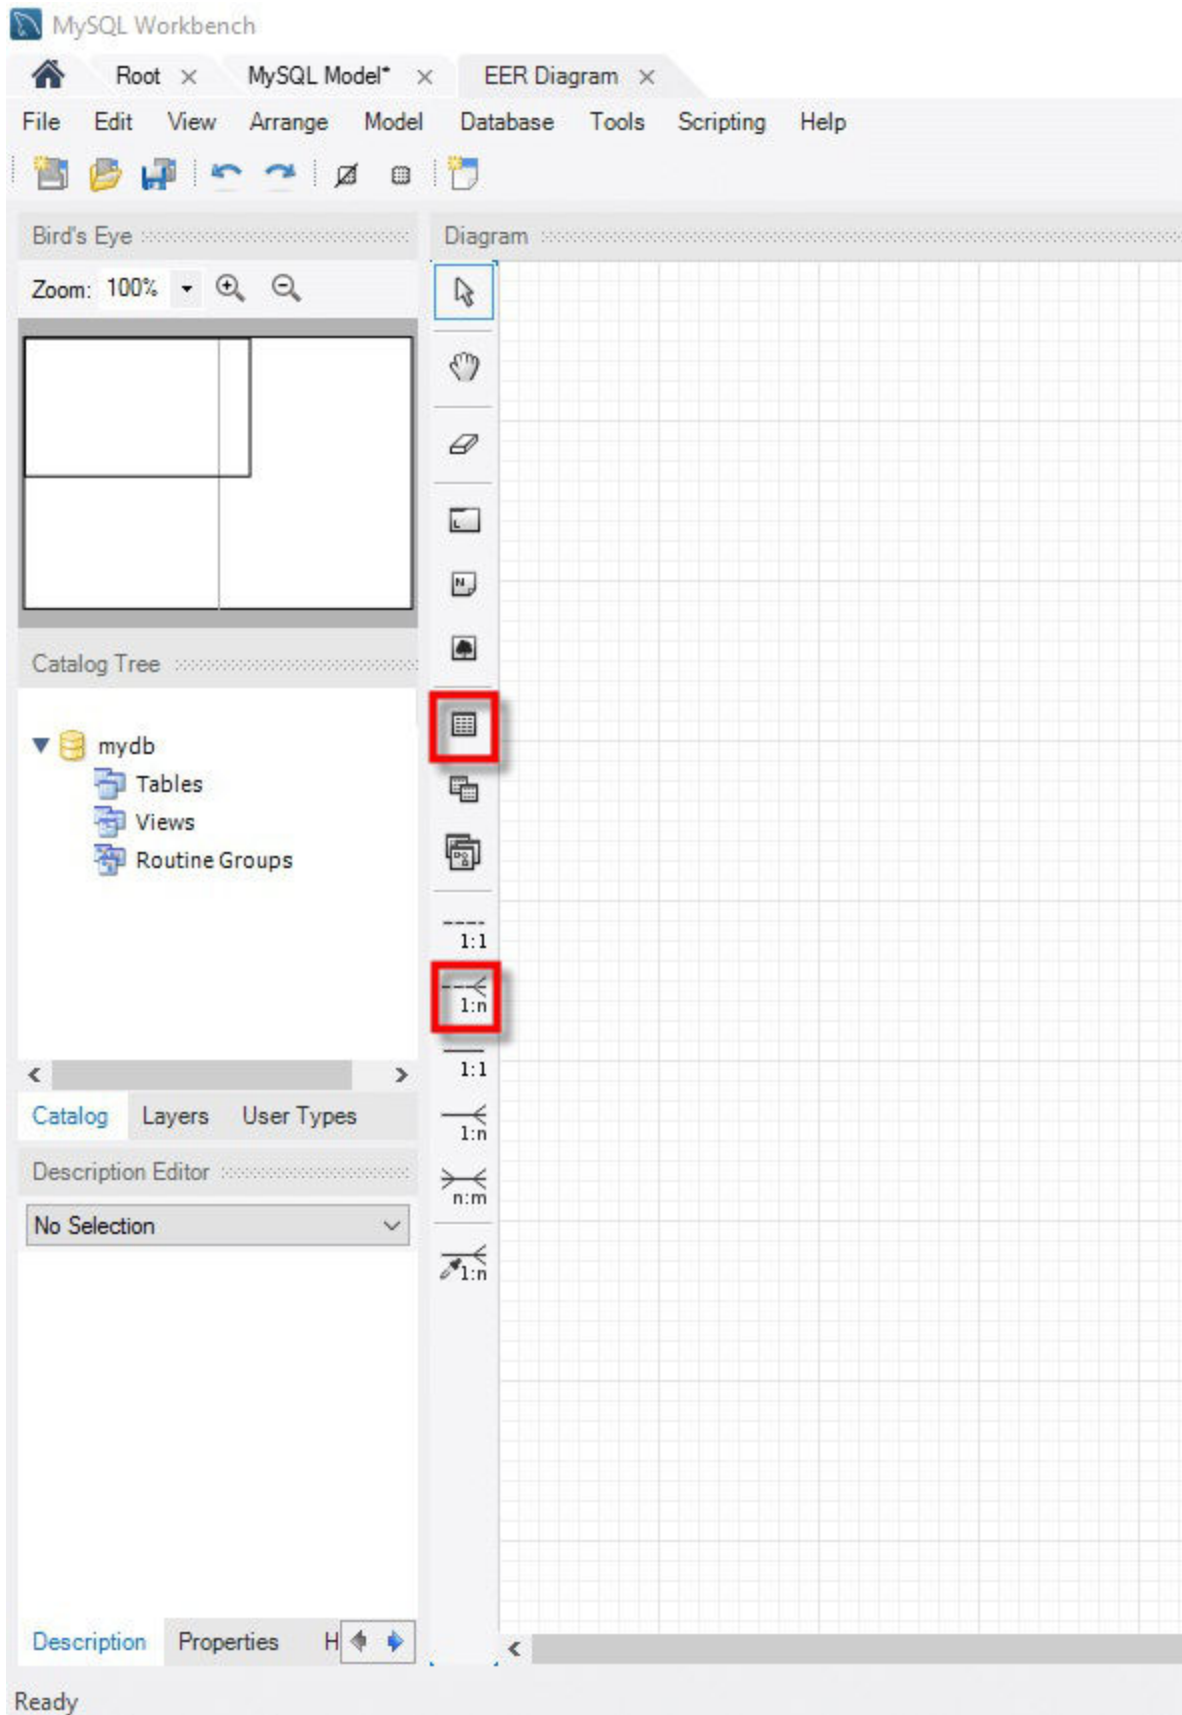 MySQL Workbench
Root MySQL Model* EER Diagram
File Edit View Arrange Model Database Tools Scripting Help
Bird's Eye
Diagram
Zoom: 100%
L
N
Catalog Tree
mydb
Tables
Views
Routine Groups
1:1
1:n
1:1
1:n
n:m
1:n
Catalog Layers User Types
Description Editor
No Selection
Description Properties H
Ready